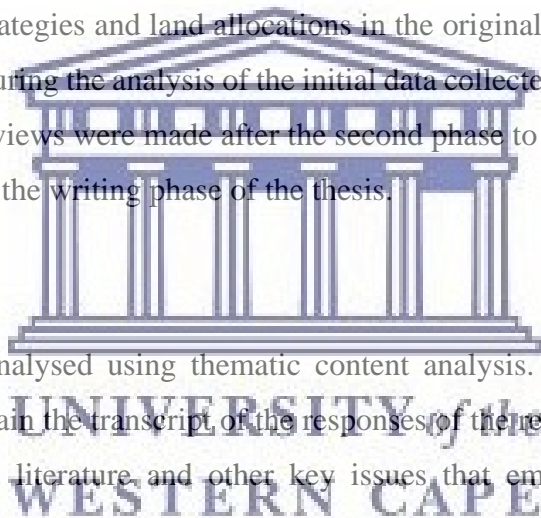 rategies and land allocations in the original
uring the analysis of the initial data collecte
views were made after the second phase to
the writing phase of the thesis.
nalysed using thematic content analysis.
ain the transcript of the responses of the re
UNIVERSITY of the
literature and other key issues that em
WESTERN CAPE